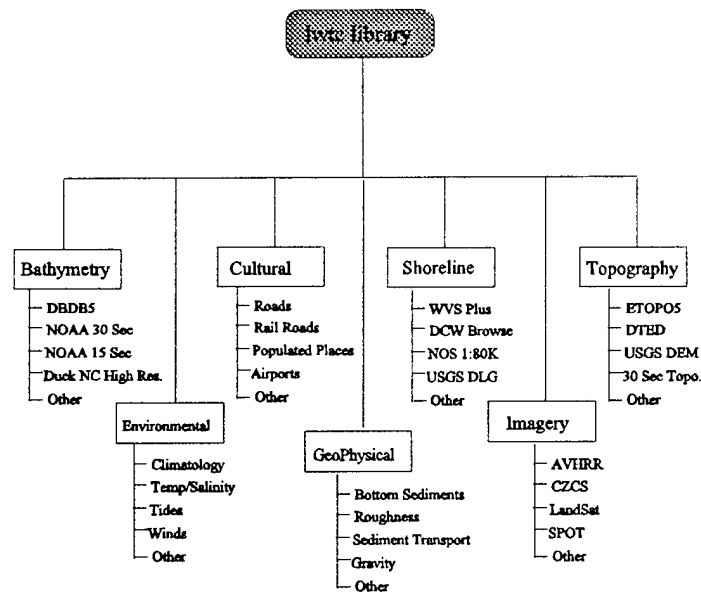 lwtc library
Bathymetry
DBDB5
NOAA 30 Sec
NOAA 15 Sec
Duck NC High Res.
Other
Environmental
Climatology
Temp/Salinity
Tides
Winds
Other
Cultural
Roads
Rail Roads
Populated Places
Airports
Other
GeoPhysical
Bottom Sediments
Roughness
Sediment Transport
Gravity
Other
Shoreline
WVS Plus
DCW Browse
NOS 1:80K
USGS DLG
Other
Imagery
AVHRR
CZCS
LandSat
SPOT
Other
Topography
ETOPO5
DTED
USGS DEM
30 Sec Topo.
Other